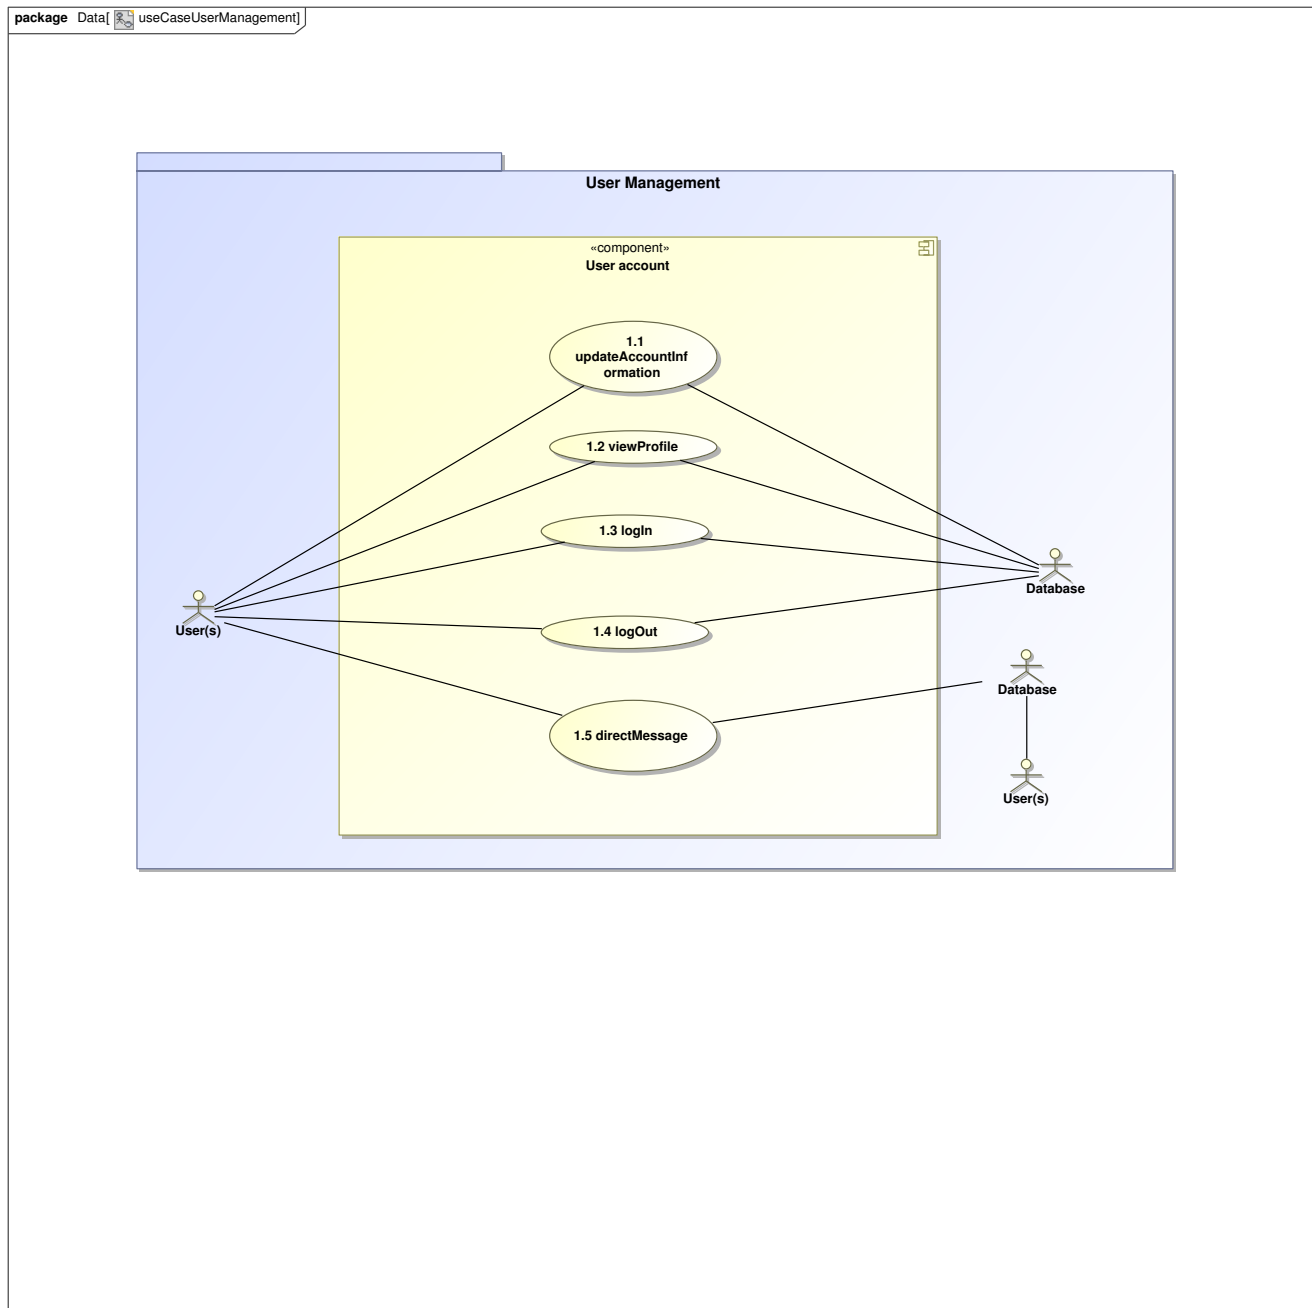 package Data[ useCaseUserManagement]
User Management
«component»
User account
1.1
updateAccountInf
ormation
1.2 viewProfile
1.3 logIn
Database
User(s)
1.4 logOut
Database
1.5 directMessage
User(s)